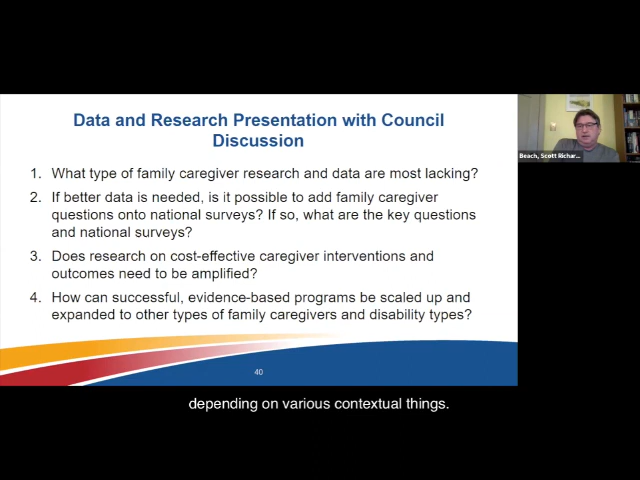 Data and Research Presentation with Council
Discussion
1. What type of family caregiver research and data are most lacking?
2. If better data is needed, is it possible to add family caregiver
questions onto national surveys? If so, what are the key questions
and national surveys?
3. Does research on cost-effective caregiver interventions and
outcomes need to be amplified?
4. How can successful, evidence-based programs be scaled up and
expanded to other types of family caregivers and disability types?
40
Beach, Scott Richar...
depending on various contextual things.